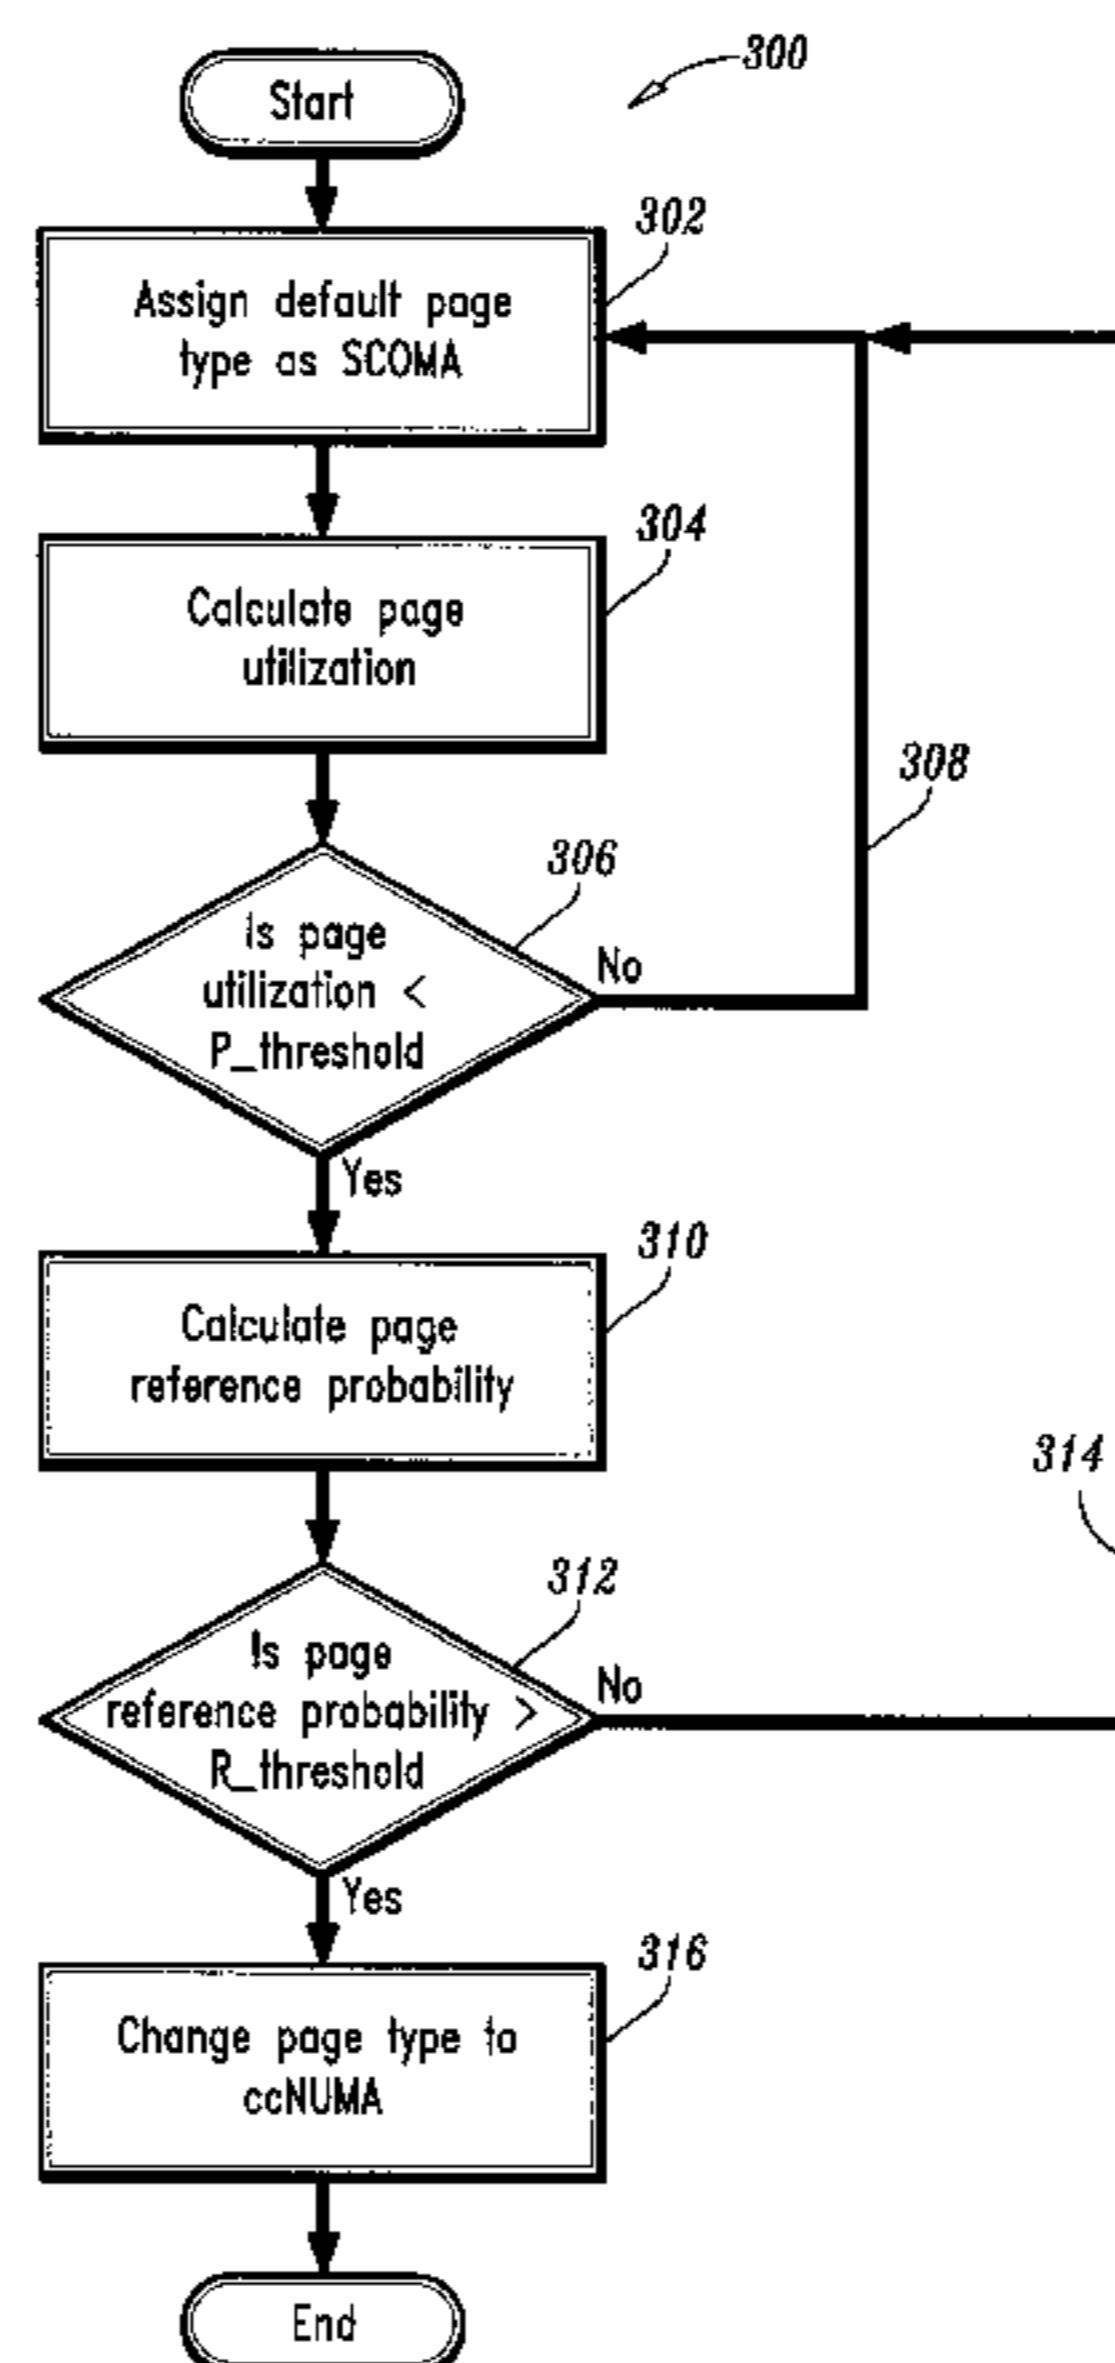 300
Start
302
Assign default page
type as SCOMA
304
Calculate page
utilization
308
306
Is page
utilization <
P_threshold
No
Yes
310
Calculate page
reference probability
314
312
Is page
reference probability >
R_threshold
No
Yes
316
Change page type to
ccNUMA
End